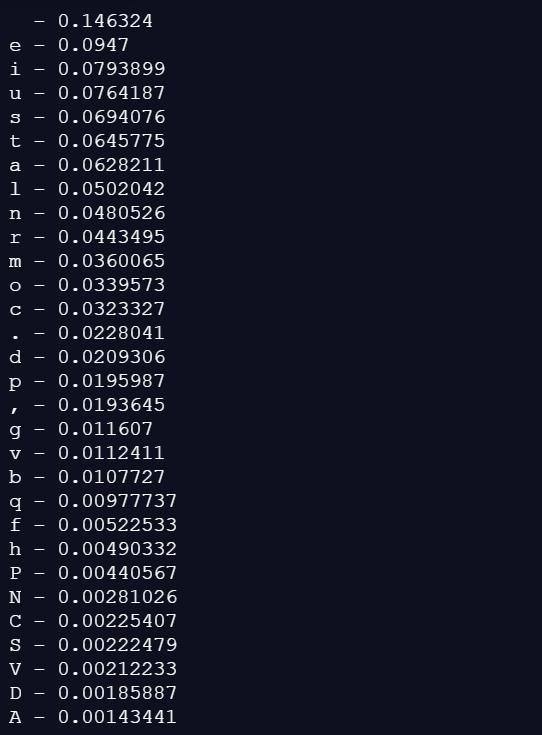 - 0.146324
e - 0.0947
i - 0.0793899
u - 0.0764187
s - 0.0694076
t - 0.0645775
a - 0.0628211
l - 0.0502042
n - 0.0480526
r - 0.0443495
m - 0.0360065
o - 0.0339573
c - 0.0323327
. - 0.0228041
d - 0.0209306
p - 0.0195987
, - 0.0193645
g - 0.011607
v - 0.0112411
b - 0.0107727
q - 0.00977737
f - 0.00522533
h - 0.00490332
P - 0.00440567
N - 0.00281026
C - 0.00225407
S - 0.00222479
V - 0.00212233
D - 0.00185887
A - 0.00143441